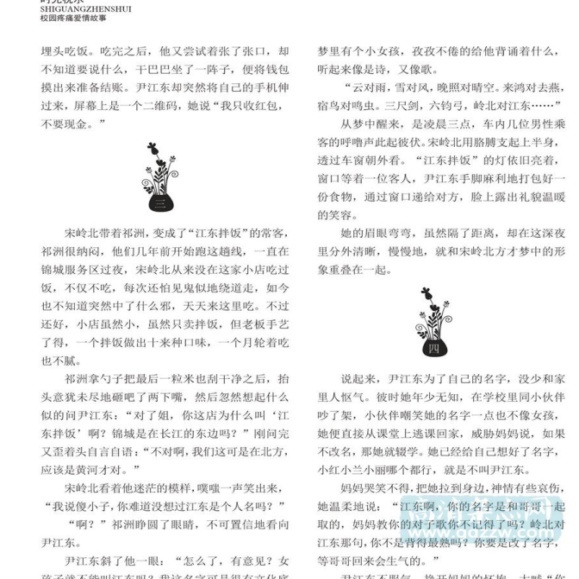 SHIGUANGZHENSHUI
校园疼痛爱情故事
埋头吃饭。吃完之后，他又尝试着张了张口，却
不知道要说什么，干巴巴坐了一阵子，便将钱包
摸出来准备结账。尹江东却突然将自己的手机伸
过来，屏幕上是一个二维码，她说“我只收红包，
不要现金。”
三
宋岭北带着祁洲，变成了“江东拌饭”的常客，
祁洲很纳闷，他们几年前开始跑这趟线，一直在
锦城服务区过夜，宋岭北从来没在这家小店吃过
饭，不仅不吃，每次还怕见鬼似地绕道走，如今
也不知道突然中了什么邪，天天来这里吃。不过
还好，小店虽然小，虽然只卖拌饭，但老板手艺
了得，一个拌饭做出十来种口味，一个月轮着吃
也不腻。
祁洲拿勺子把最后一粒米也刮干净之后，抬
头意犹未尽地砸吧了两下嘴，然后忽然想起什么
似的问尹江东：“对了姐，你这店为什么叫‘江
东拌饭’啊？锦城是在长江的东边吗？”刚问完
又歪着头自言自语：“不对啊，我们这可是在北方，
应该是黄河才对。”
宋岭北看着他迷茫的模样，噗嗤一声笑出来，
“我说傻小子，你难道没想过江东是个人名吗？”
“啊？”祁洲睁圆了眼睛，不可置信地看向
尹江东。
尹江东斜了他一眼：“怎么了，有意见？女
梦里有个小女孩，孜孜不倦的给他背诵着什么，
听起来像是诗，又像歌。
“云对雨，雪对风，晚照对晴空。来鸿对去燕，
宿鸟对鸣虫。三尺剑，六钧弓，岭北对江东……”
从梦中醒来，是凌晨三点，车内几位男性乘
客的呼噜声此起彼伏。宋岭北用胳膊支起上半身，
透过车窗朝外看。“江东拌饭”的灯依旧亮着，
窗口等着一位客人，尹江东手脚麻利地打包好一
份食物，通过窗口递给对方，脸上露出礼貌温暖
的笑容。
她的眉眼弯弯，虽然隔了距离，却在这深夜
里分外清晰，慢慢地，就和宋岭北方才梦中的形
象重叠在一起。
四
说起来，尹江东为了自己的名字，没少和家
里人怄气。彼时她年少无知，在学校里同小伙伴
吵了架，小伙伴嘲笑她的名字一点也不像女孩，
她便直接从课堂上逃课回家，威胁妈妈说，如果
不改名，那她就辍学。她已经给自己想好了名字，
小红小兰小丽哪个都行，就是不叫尹江东。
妈妈哭笑不得，把她拉到身边，神情有些哀伤，
她温柔地说：“江东啊，你的名字是和哥哥一起
取的，妈妈教你的对子歌你不记得了吗？岭北对
江东那句，你不是背得最熟吗？你要是改了名字，
等哥哥回来会生气的。”
www.qqzzw.com